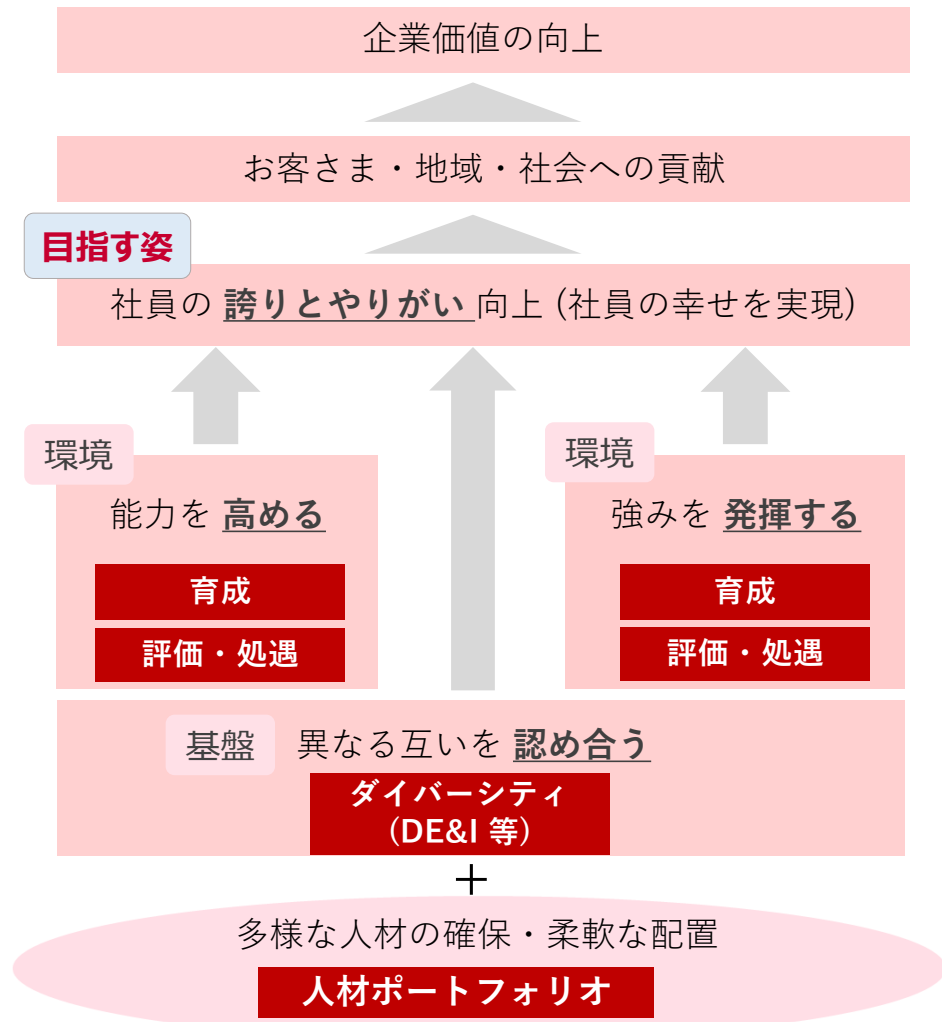 企業価値の向上
お客さま・地域・社会への貢献
目指す姿
社員の 誇りとやりがい 向上 (社員の幸せを実現)
環境
能力を 高める
育成
評価・処遇
環境
強みを 発揮する
育成
評価・処遇
基盤 異なる互いを 認め合う
ダイバーシティ
(DE&I 等)
+
多様な人材の確保・柔軟な配置
人材ポートフォリオ